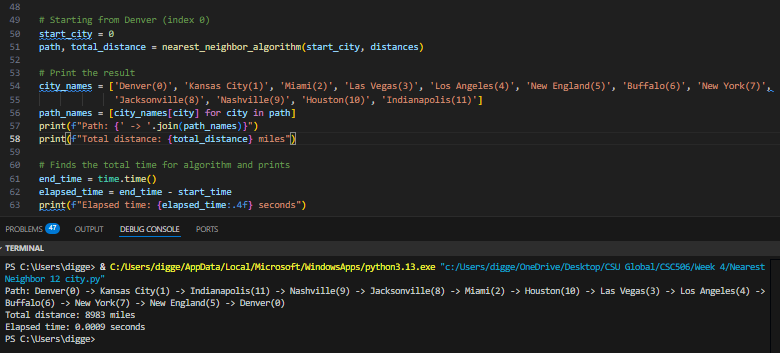 48
49 # Starting from Denver (index 0)
50 start_city = 0
51 path, total_distance = nearest_neighbor_algorithm(start_city, distances)
52
53 # Print the result
54 city_names = ['Denver(0)', 'Kansas City(1)', 'Miami(2)', 'Las Vegas(3)', 'Los Angeles(4)', 'New England(5)', 'Buffalo(6)', 'New York(7)',
55 'Jacksonville(8)', 'Nashville(9)', 'Houston(10)', 'Indianapolis(11)']
56 path_names = [city_names[city] for city in path]
57 print(f"Path: {' -> '.join(path_names)}")
58 print(f"Total distance: {total_distance} miles")
59
60 # Finds the total time for algorithm and prints
61 end_time = time.time()
62 elapsed_time = end_time - start_time
63 print(f"Elapsed time: {elapsed_time:.4f} seconds")
PROBLEMS 47 OUTPUT DEBUG CONSOLE PORTS
TERMINAL
PS C:\Users\digge> & C:/Users/digge/AppData/Local/Microsoft/WindowsApps/python3.13.exe "c:/Users/digge/OneDrive/Desktop/CSU Global/CSC506/Week 4/Nearest
Neighbor 12 city.py"
Path: Denver(0) -> Kansas City(1) -> Indianapolis(11) -> Nashville(9) -> Jacksonville(8) -> Miami(2) -> Houston(10) -> Las Vegas(3) -> Los Angeles(4) ->
Buffalo(6) -> New York(7) -> New England(5) -> Denver(0)
Total distance: 8983 miles
Elapsed time: 0.0009 seconds
PS C:\Users\digge>